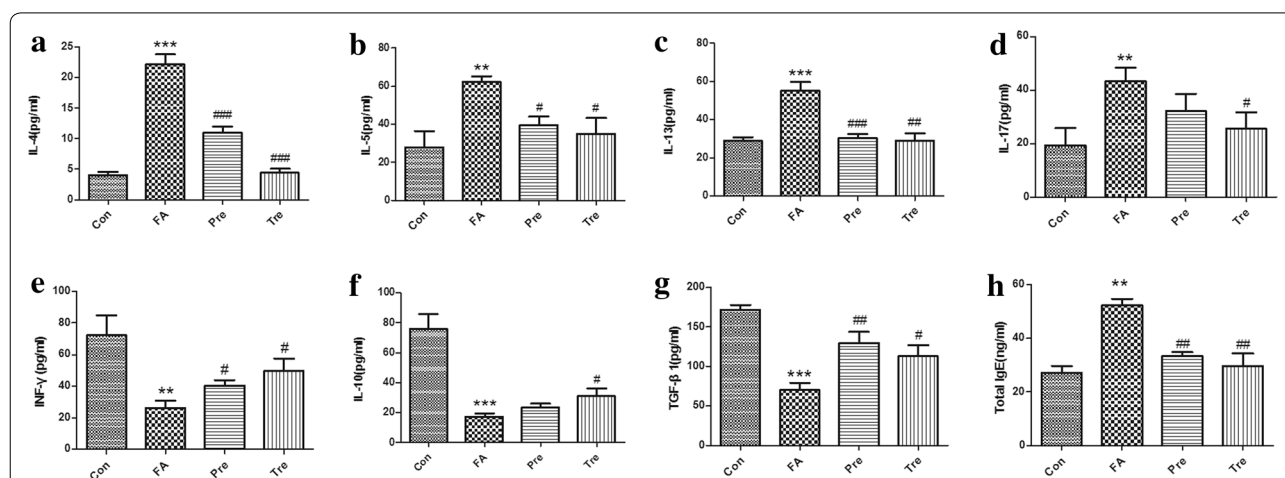 a
IL-4(pg/ml)
25
20
15
10
5
0
***
###
###
Con
FA
Pre
Tre
b
IL-5(pg/ml)
80
60
40
20
0
**
#
#
Con
FA
Pre
Tre
c
IL-13(pg/ml)
80
60
40
20
0
***
###
##
Con
FA
Pre
Tre
d
IL-17(pg/ml)
60
40
20
0
**
#
Con
FA
Pre
Tre
e
INF-γ (pg/ml)
100
80
60
40
20
0
**
#
#
Con
FA
Pre
Tre
f
IL-10(pg/ml)
100
80
60
40
20
0
***
#
Con
FA
Pre
Tre
g
TGF-β 1(pg/ml)
200
150
100
50
0
***
##
#
Con
FA
Pre
Tre
h
Total IgE(ng/ml)
60
40
20
0
**
##
##
Con
FA
Pre
Tre